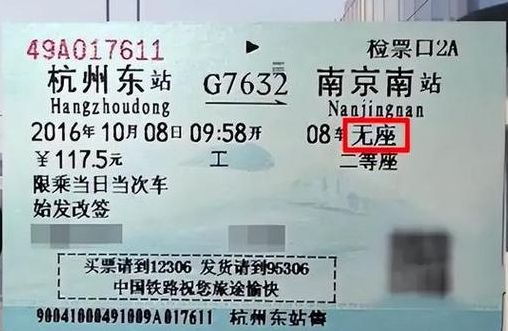 49A017611 检票口2A
杭州东站 G7632 南京南站
Hangzhoudong Nanjingnan
2016年10月08日09:58开 08车无座
￥117.5元 工 二等座
限乘当日当次车
始发改签
买票请到12306 发货请到95306
中国铁路祝您旅途愉快
90041000491009A017611 杭州东站售